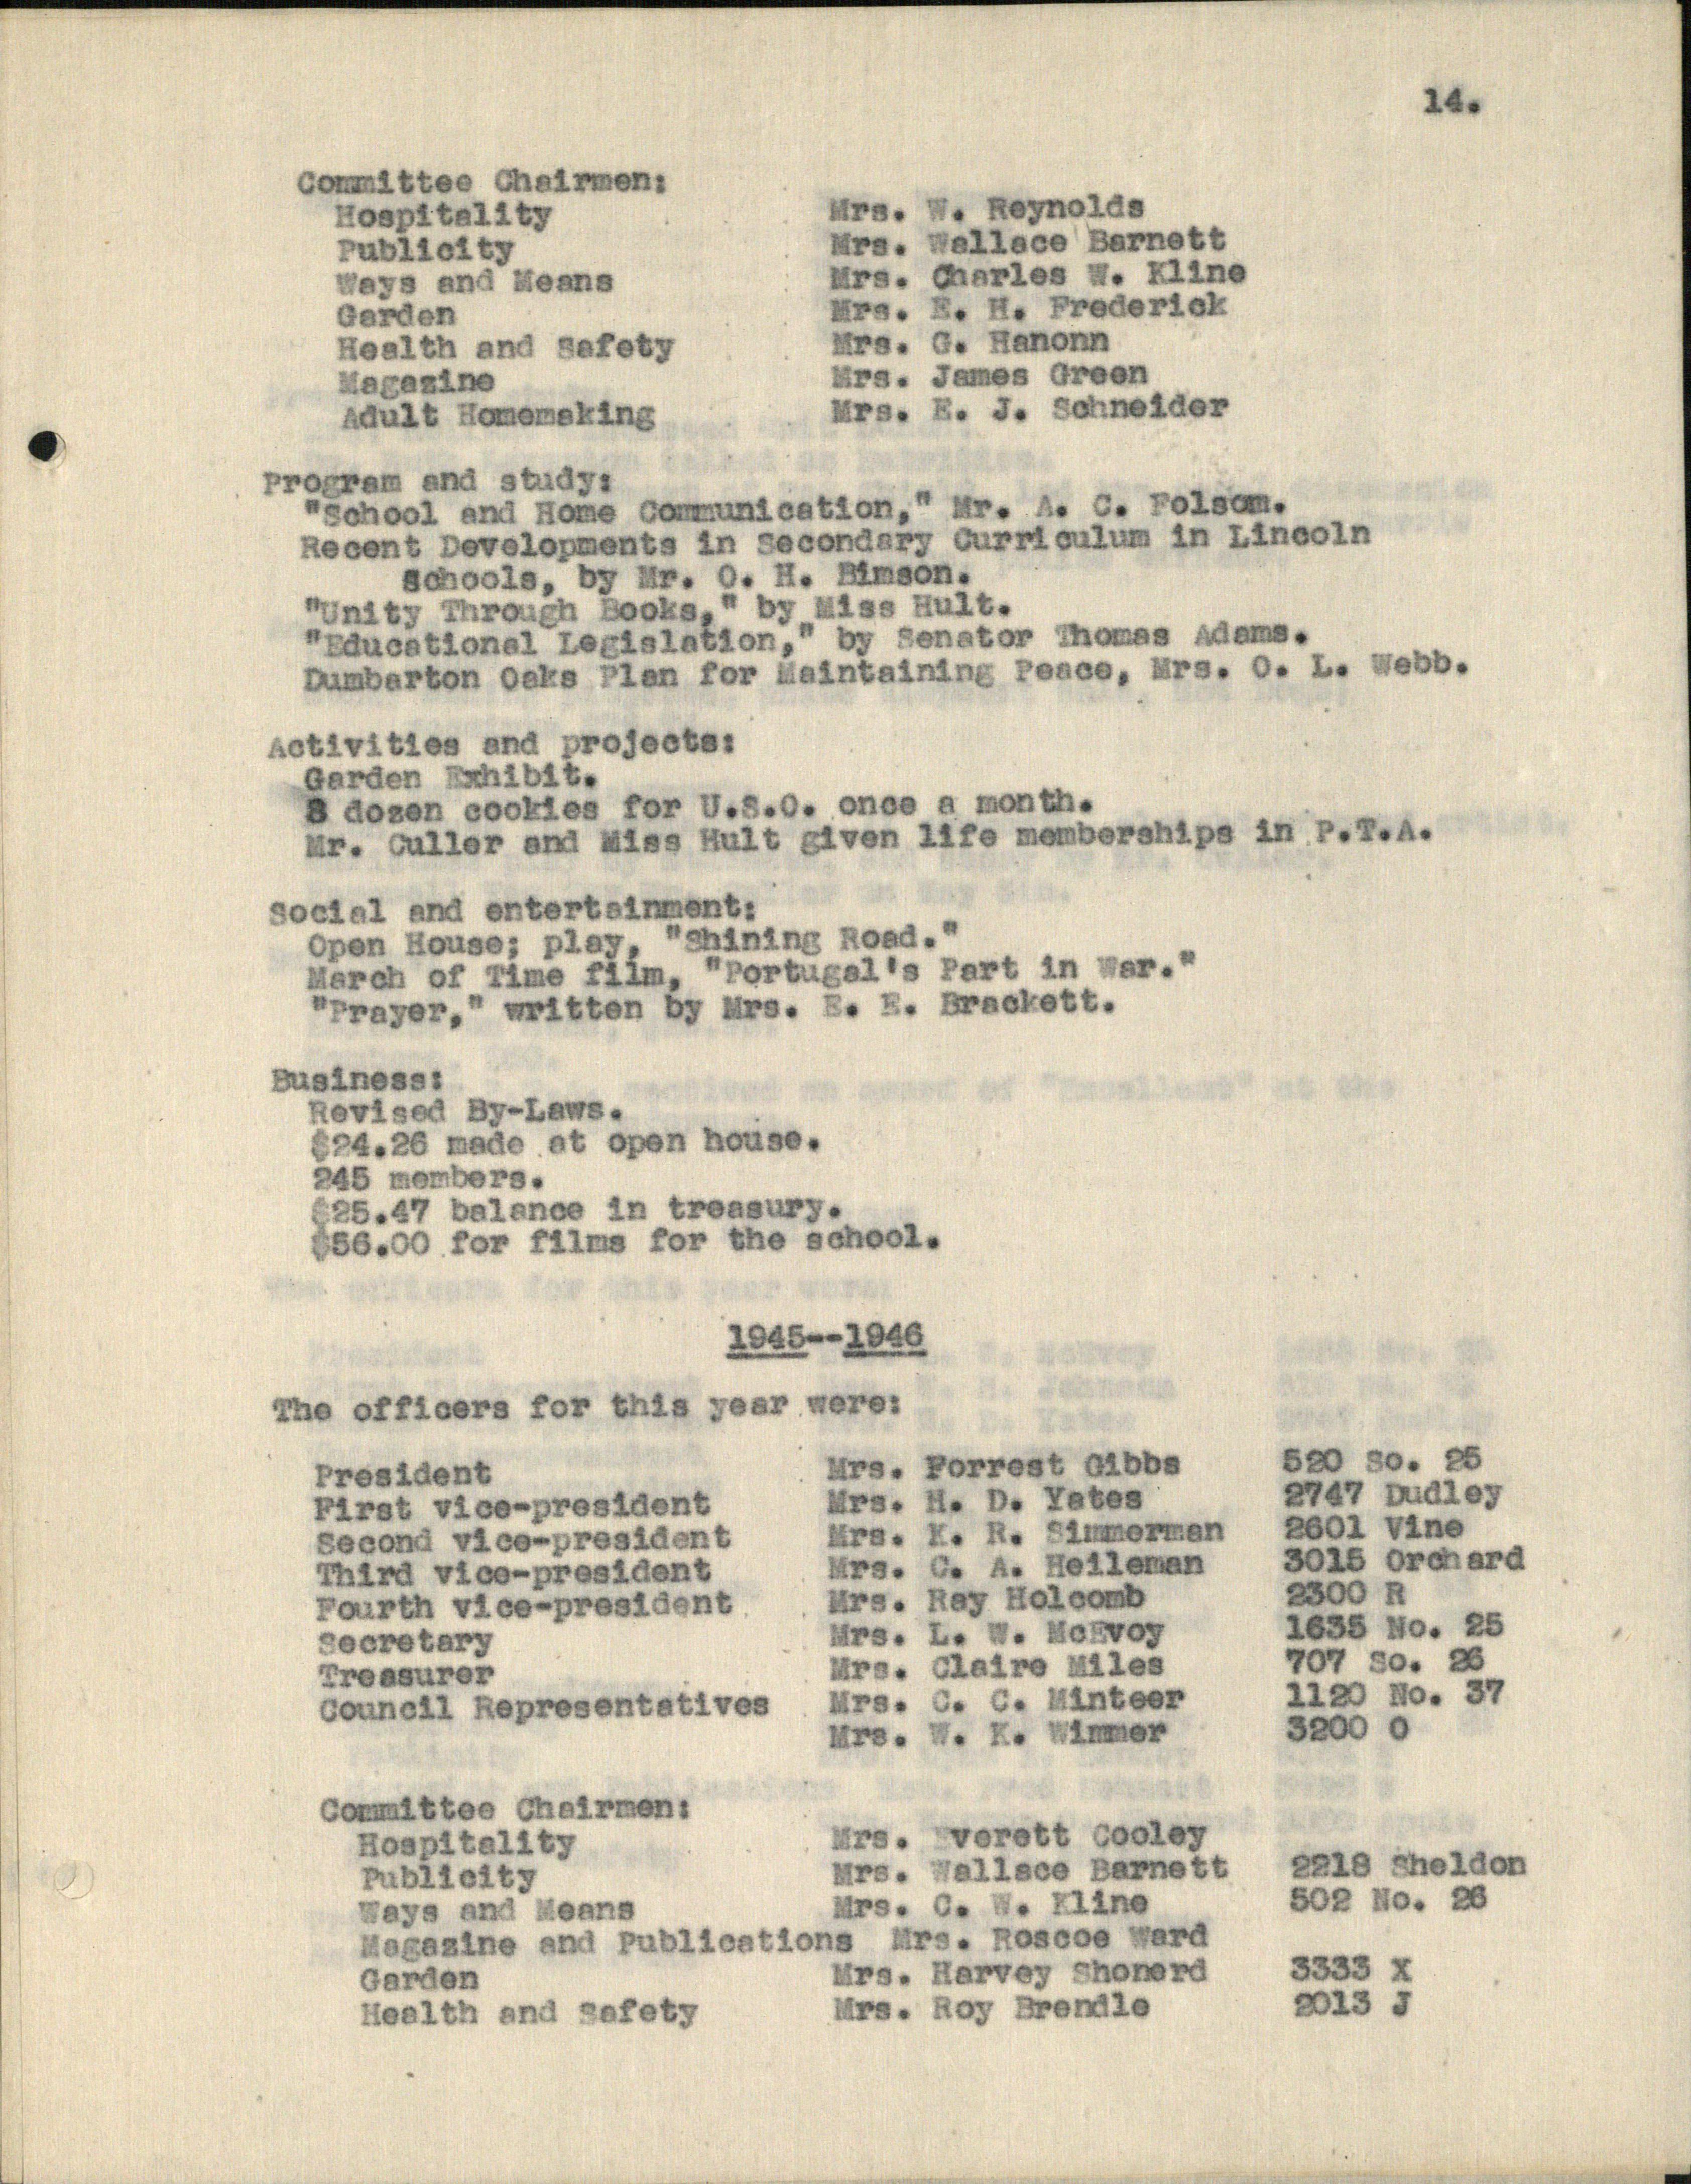 14.
Committee Chairmen:
Hospitality Mrs. W. Reynolds
Publicity Mrs. Wallace Barnett
Ways and Means Mrs. Charles W. Kline
Garden Mrs. E. H. Frederick
Health and Safety Mrs. G. Hanonn
Magazine Mrs. James Green
Adult Homemaking Mrs. E. J. Schneider
Program and study:
"School and Home Communication," Mr. A. C. Folsom.
Recent Developments in Secondary Curriculum in Lincoln
Schools, by Mr. O. H. Bimson.
"Unity Through Books," by Miss Hult.
"Educational Legislation," by Senator Thomas Adams.
Dumbarton Oaks Plan for Maintaining Peace, Mrs. O. L. Webb.
Activities and projects:
Garden Exhibit.
8 dozen cookies for U.S.O. once a month.
Mr. Culler and Miss Hult given life memberships in P.T.A.
Social and entertainment:
Open House; play, "Shining Road."
March of Time film, "Portugal's Part in War."
"Prayer," written by Mrs. E. E. Brackett.
Business:
Revised By-Laws.
$24.26 made at open house.
245 members.
$25.47 balance in treasury.
$56.00 for films for the school.
1945--1946
The officers for this year were:
President Mrs. Forrest Gibbs 520 So. 25
First vice-president Mrs. H. D. Yates 2747 Dudley
Second vice-president Mrs. K. R. Simmerman 2601 Vine
Third vice-president Mrs. C. A. Heileman 3015 Orchard
Fourth vice-president Mrs. Ray Holcomb 2300 R
Secretary Mrs. L. W. McEvoy 1635 No. 25
Treasurer Mrs. Claire Miles 707 So. 26
Council Representatives Mrs. C. C. Minteer 1120 No. 37
Mrs. W. K. Wimmer 3200 O
Committee Chairmen:
Hospitality Mrs. Everett Cooley
Publicity Mrs. Wallace Barnett 2218 Sheldon
Ways and Means Mrs. C. W. Kline 502 No. 26
Magazine and Publications Mrs. Roscoe Ward
Garden Mrs. Harvey Shonerd 3333 X
Health and Safety Mrs. Roy Brendle 2013 J